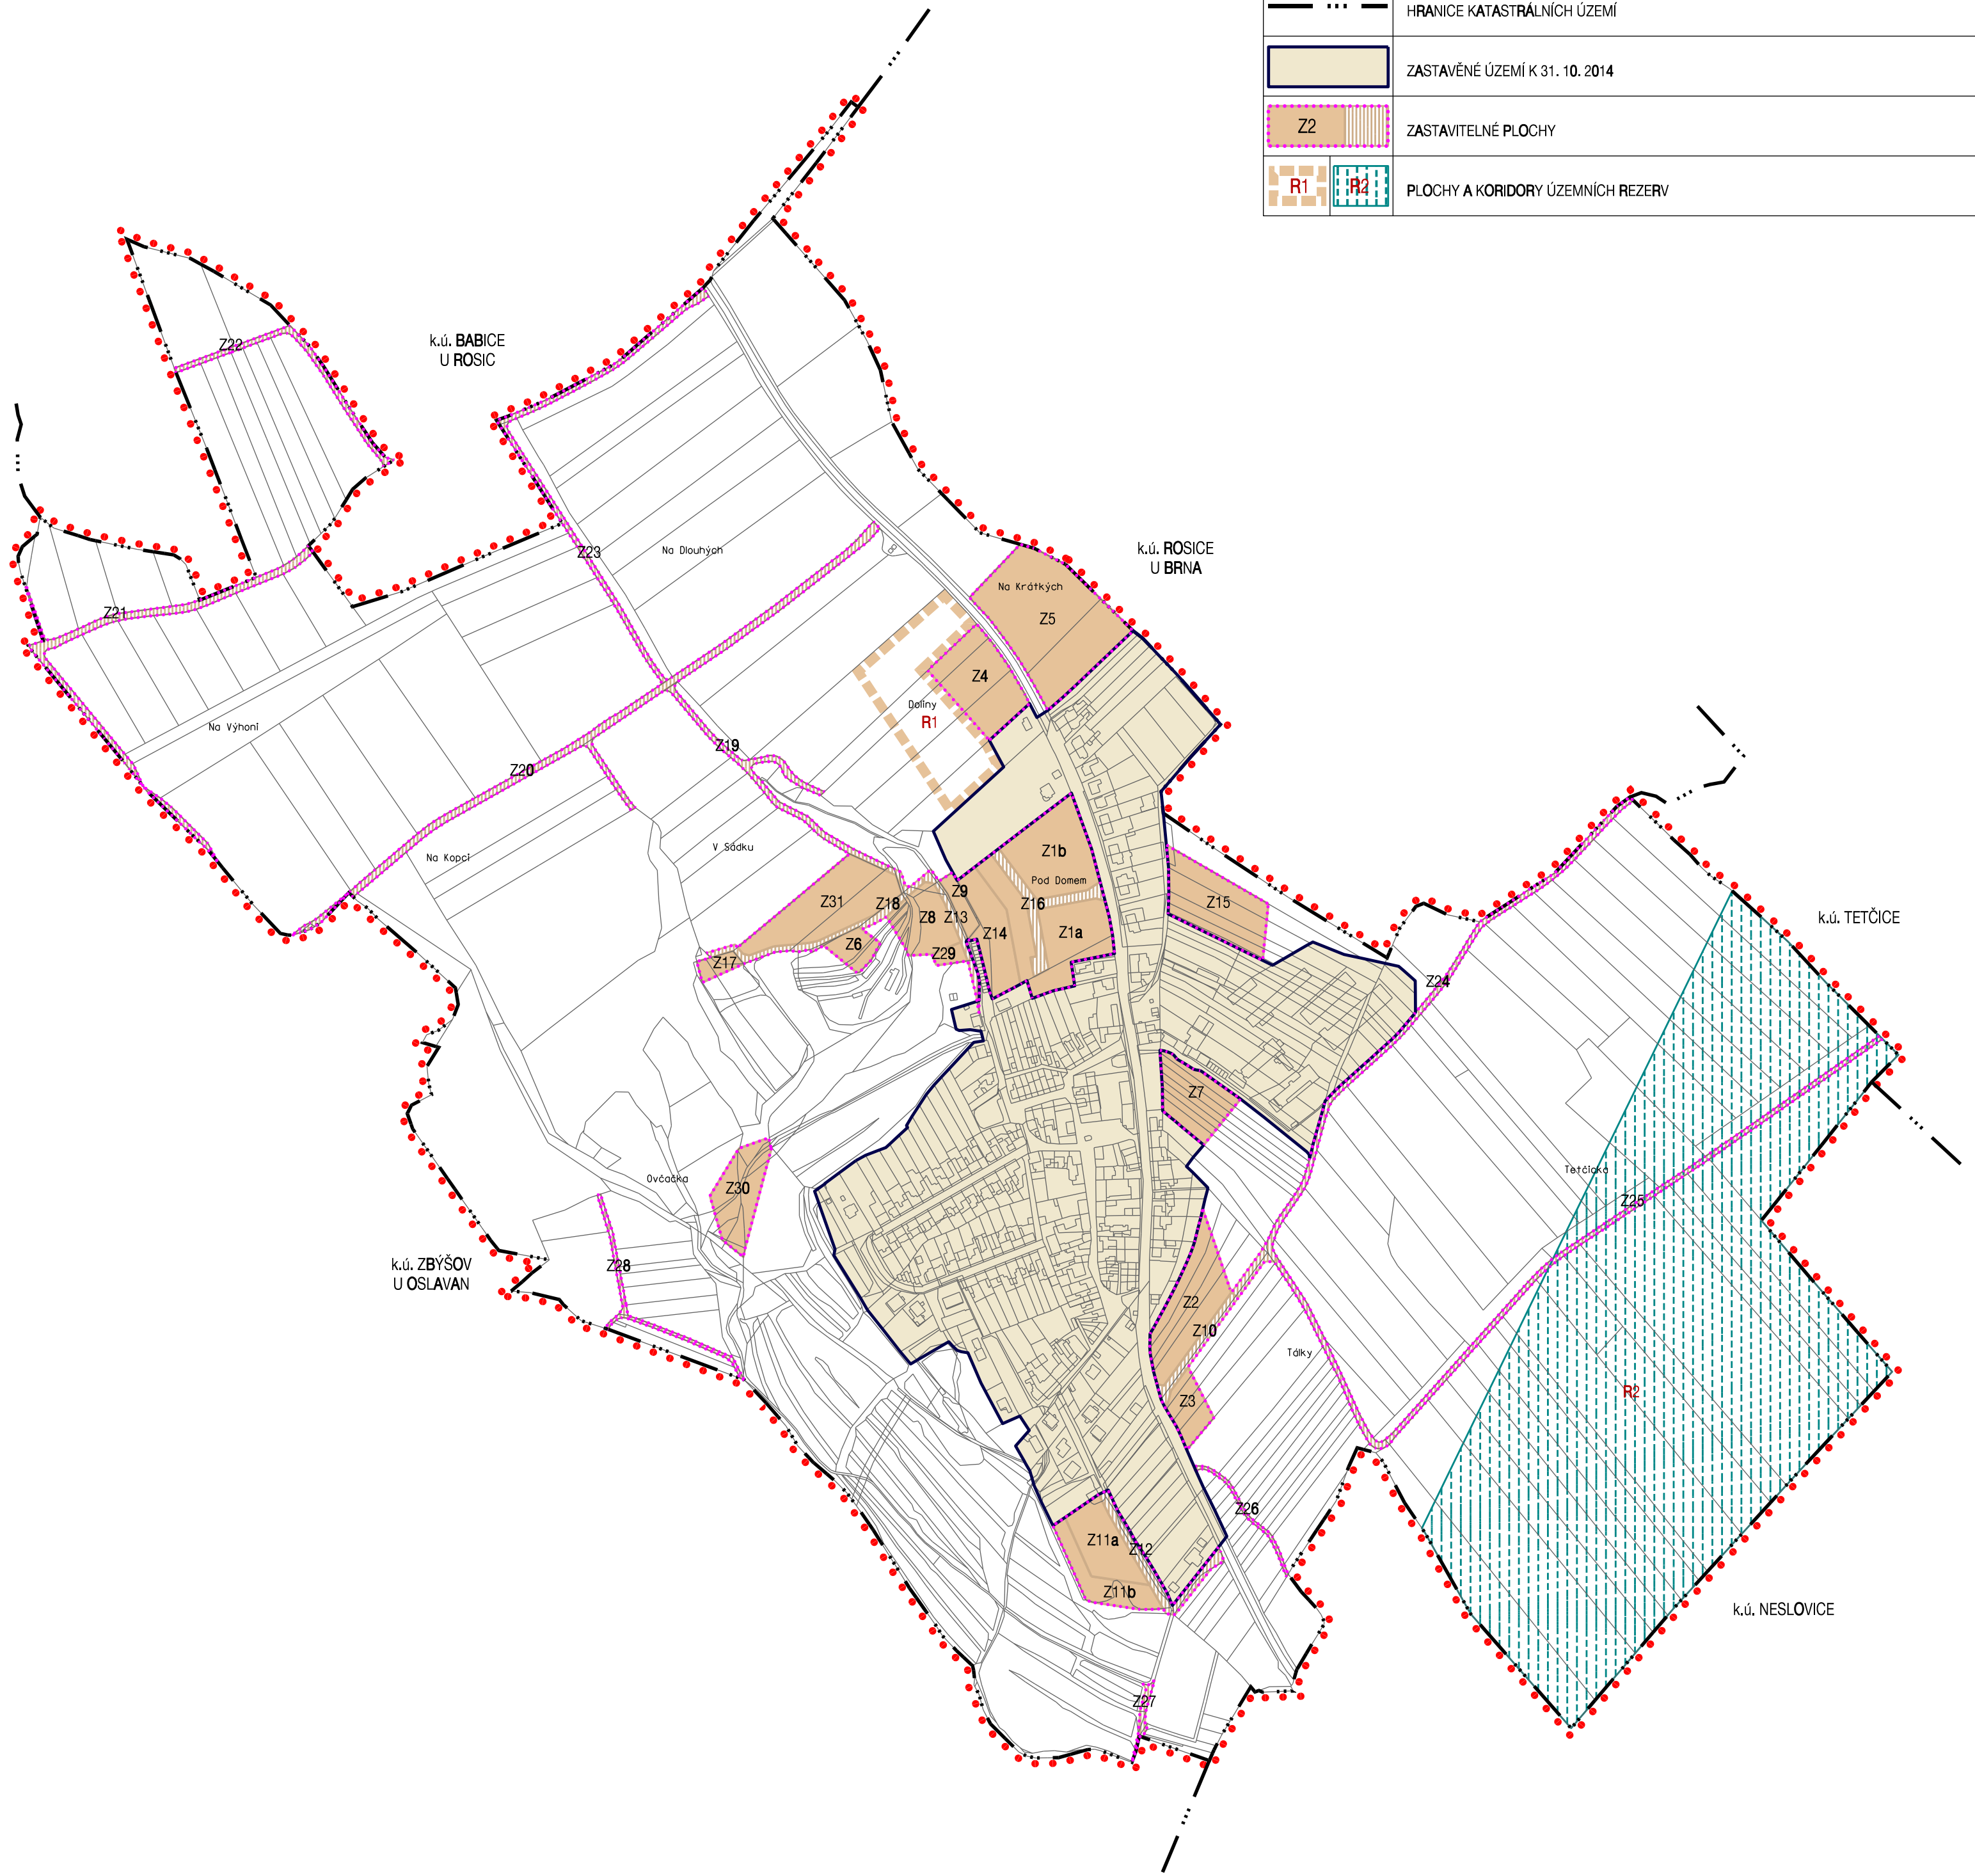 HRANICE KATASTRÁLNÍCH ÚZEMÍ
ZASTAVĚNÉ ÚZEMÍ K 31. 10. 2014
Z2
ZASTAVITELNÉ PLOCHY
R1
R2
PLOCHY A KORIDORY ÚZEMNÍCH REZERV
k.ú. BABICE
U ROSIC
Z22
k.ú. ROSICE
U BRNA
Na Dlouhých
Z23
Na Krátkých
Z5
Z21
Z4
Dolíny
R1
Na Výhoní
Z19
Z20
V Sádku
Na Kopci
Z1b
Pod Domem
Z9
Z31
Z18
Z16
Z15
Z8
Z13
k.ú. TETČICE
Z14
Z1a
Z6
Z29
Z17
Z24
Z7
Tetčická
Ovčačka
Z30
Z25
k.ú. ZBÝŠOV
U OSLAVAN
Z28
Z2
Z10
Tálky
R2
Z3
Z26
Z11a
Z12
Z11b
k.ú. NESLOVICE
Z27